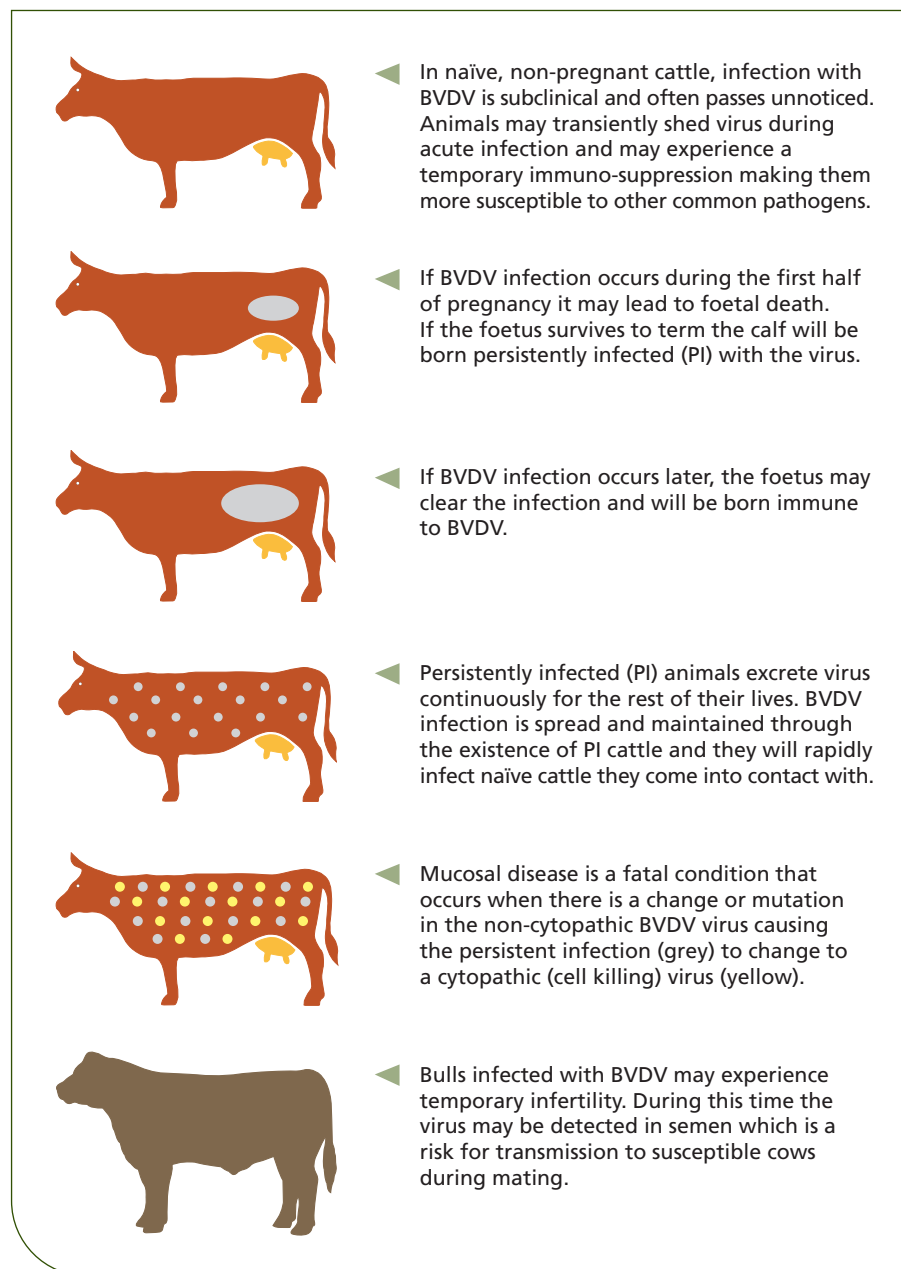 In naïve, non-pregnant cattle, infection with
BVDV is subclinical and often passes unnoticed.
Animals may transiently shed virus during
acute infection and may experience a
temporary immuno-suppression making them
more susceptible to other common pathogens.
If BVDV infection occurs during the first half
of pregnancy it may lead to foetal death.
If the foetus survives to term the calf will be
born persistently infected (PI) with the virus.
If BVDV infection occurs later, the foetus may
clear the infection and will be born immune
to BVDV.
Persistently infected (PI) animals excrete virus
continuously for the rest of their lives. BVDV
infection is spread and maintained through
the existence of PI cattle and they will rapidly
infect naïve cattle they come into contact with.
Mucosal disease is a fatal condition that
occurs when there is a change or mutation
in the non-cytopathic BVDV virus causing
the persistent infection (grey) to change to
a cytopathic (cell killing) virus (yellow).
Bulls infected with BVDV may experience
temporary infertility. During this time the
virus may be detected in semen which is a
risk for transmission to susceptible cows
during mating.